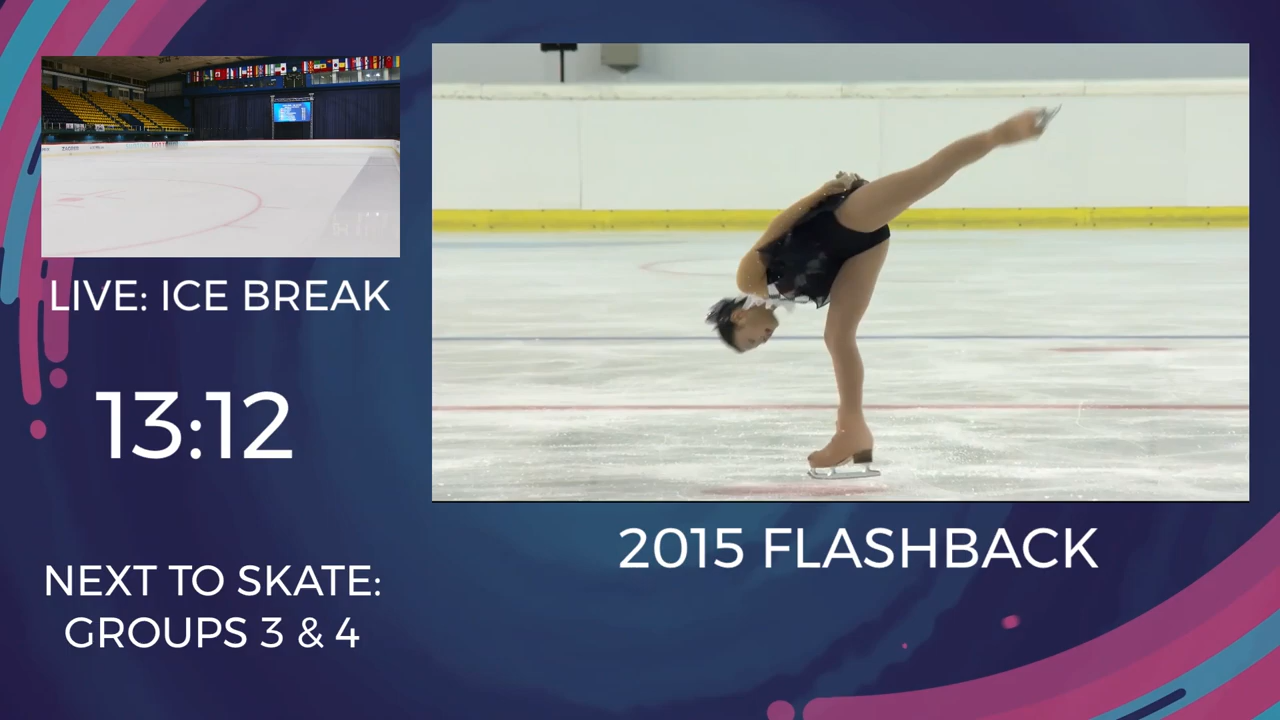 LIVE: ICE BREAK
13:12
NEXT TO SKATE:
GROUPS 3 & 4
2015 FLASHBACK